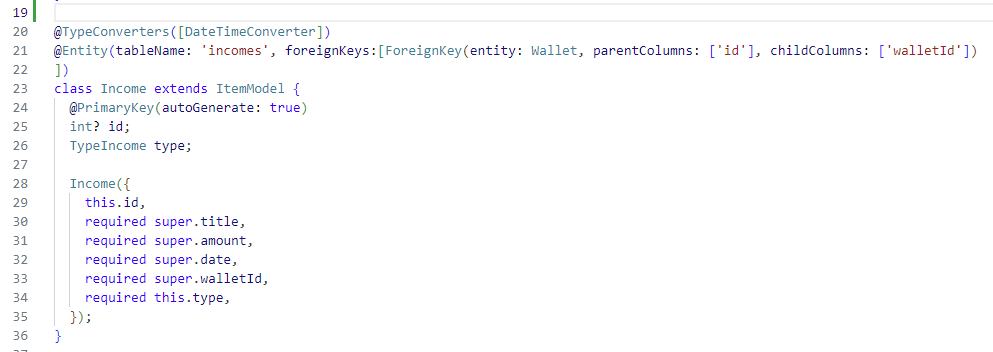 19
20 @TypeConverters([DateTimeConverter])
21 @Entity(tableName: 'incomes', foreignKeys:[ForeignKey(entity: Wallet, parentColumns: ['id'], childColumns: ['walletId'])
22 ])
23 class Income extends ItemModel {
24   @PrimaryKey(autoGenerate: true)
25   int? id;
26   TypeIncome type;
27
28   Income({
29     this.id,
30     required super.title,
31     required super.amount,
32     required super.date,
33     required super.walletId,
34     required this.type,
35   });
36 }